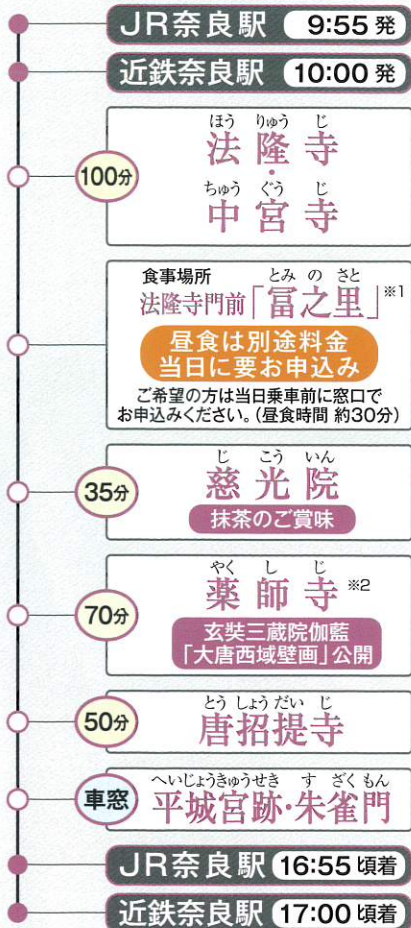 JR奈良駅 9:55 発
近鉄奈良駅 10:00 発
ほう りゅう じ
100分 法隆寺
・
ちゅう ぐう じ
中宮寺
食事場所 とみ の さと
法隆寺門前「冨之里」※1
昼食は別途料金
当日に要お申込み
ご希望の方は当日乗車前に窓口で
お申込みください。(昼食時間 約30分)
じ こう いん
35分 慈光院
抹茶のご賞味
やく し じ
70分 薬師寺 ※2
玄奘三蔵院伽藍
「大唐西域壁画」公開
とう しょう だい じ
50分 唐招提寺
へいじょうきゅうせき す ざく もん
車窓 平城宮跡・朱雀門
JR奈良駅 16:55 頃着
近鉄奈良駅 17:00 頃着